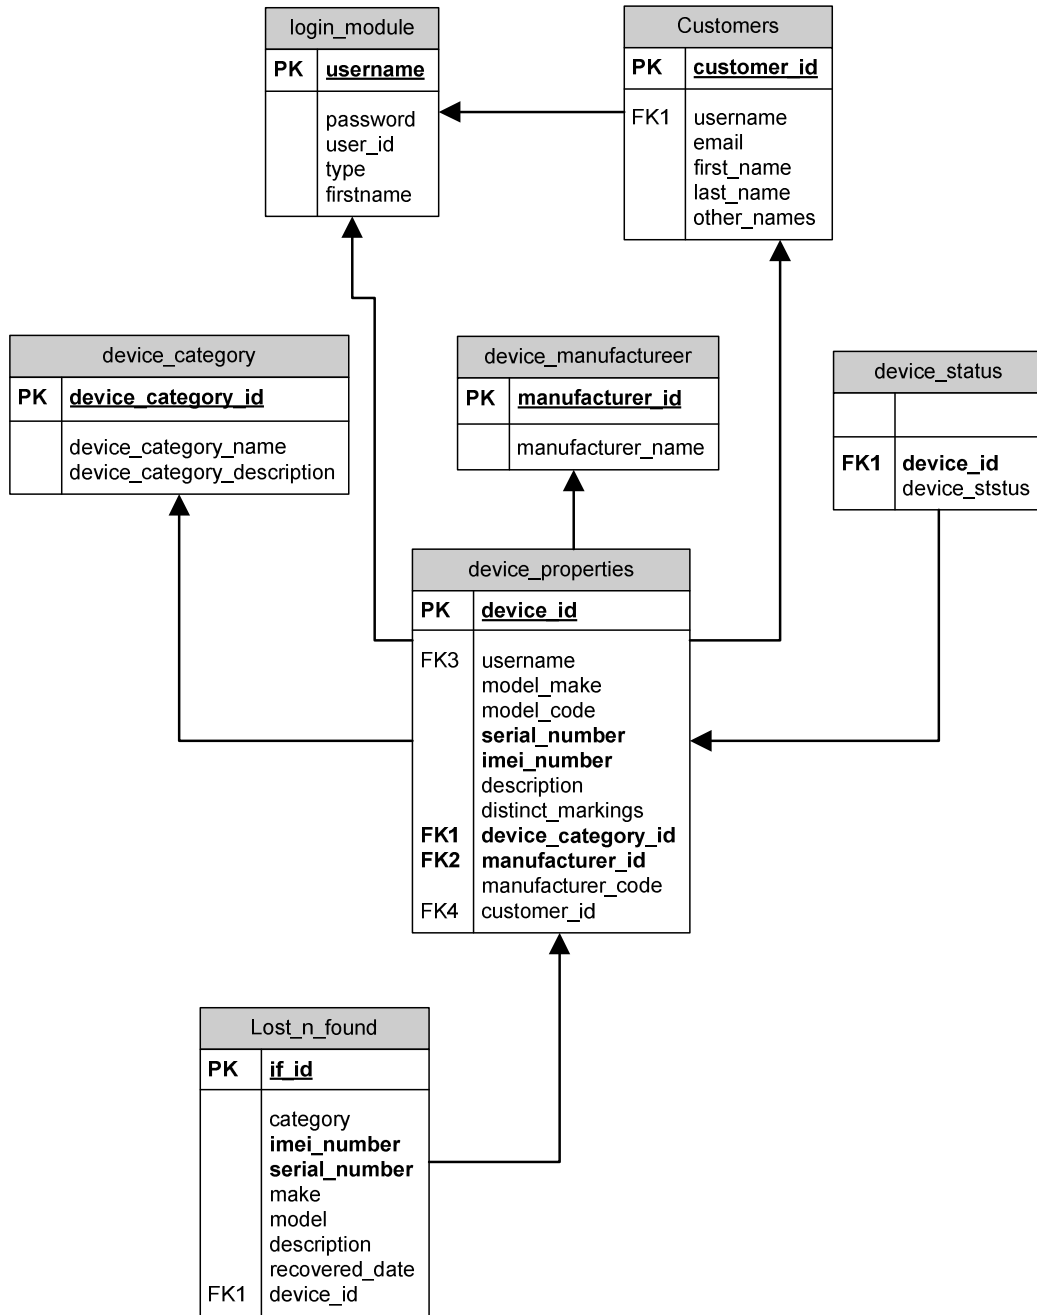 login_module
PK username
password
user_id
type
firstname
Customers
PK customer_id
FK1 username
email
first_name
last_name
other_names
device_category
PK device_category_id
device_category_name
device_category_description
device_manufactureer
PK manufacturer_id
manufacturer_name
device_status
FK1 device_id
device_ststus
device_properties
PK device_id
FK3 username
model_make
model_code
serial_number
imei_number
description
distinct_markings
FK1 device_category_id
FK2 manufacturer_id
manufacturer_code
FK4 customer_id
Lost_n_found
PK if_id
category
imei_number
serial_number
make
model
description
recovered_date
FK1 device_id